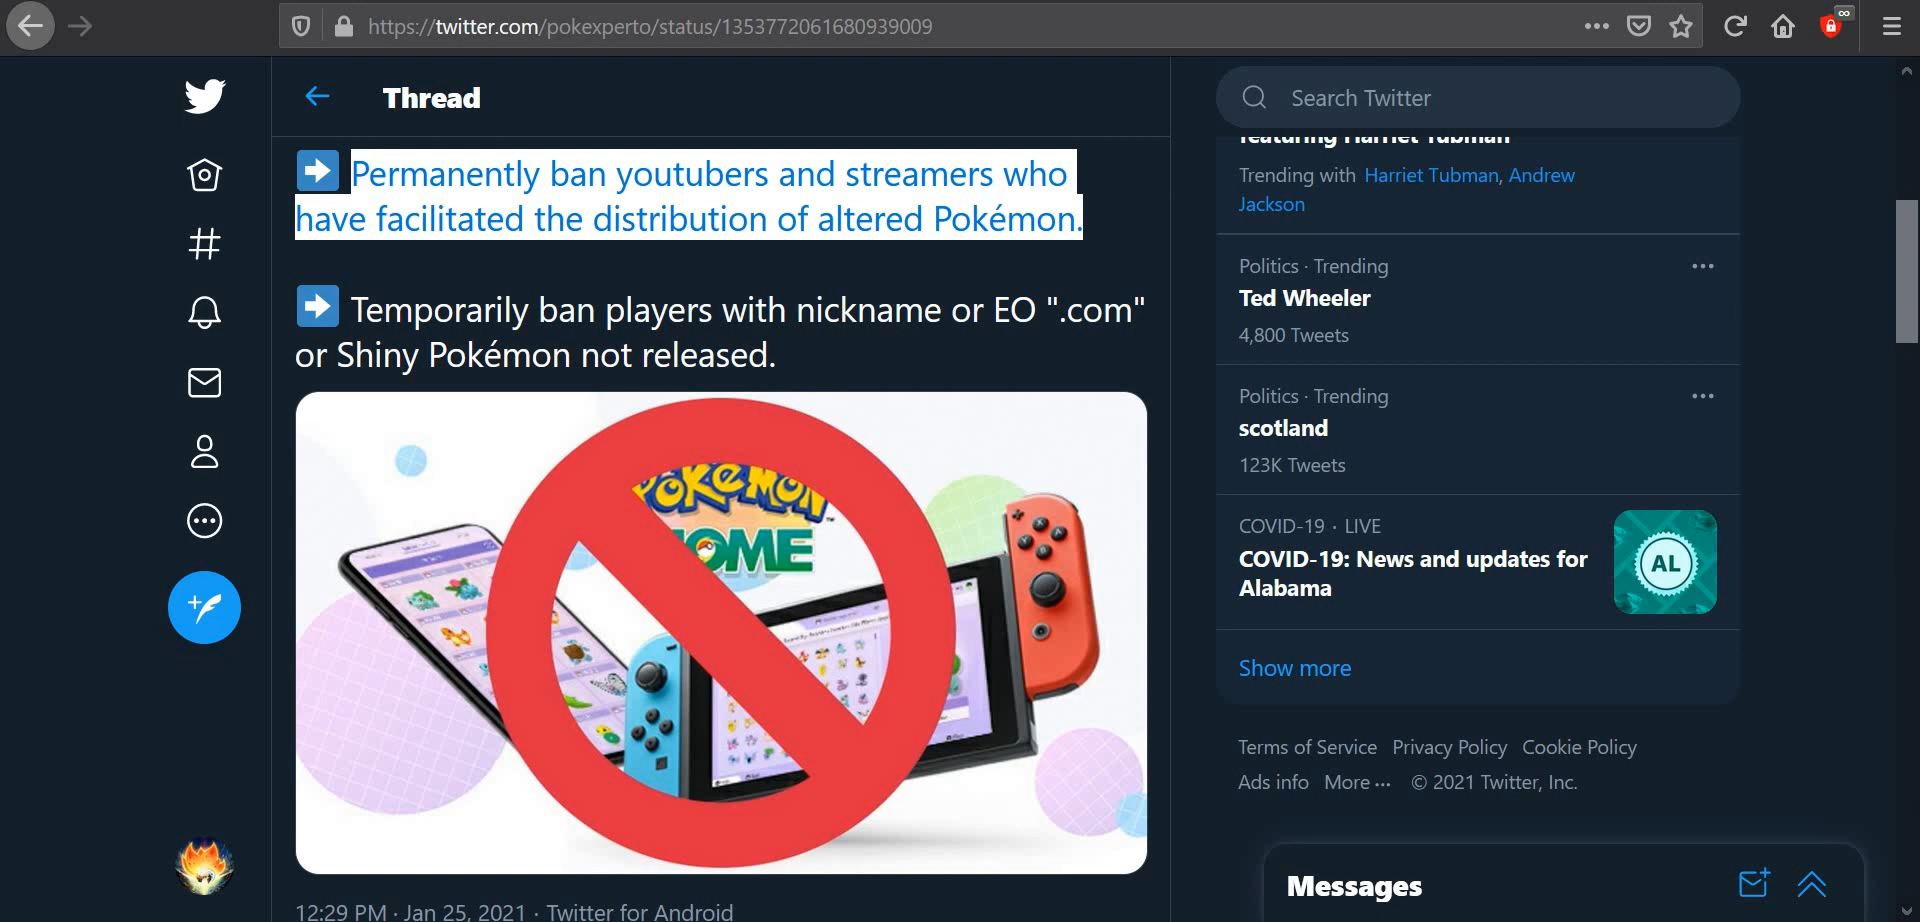 https://twitter.com/pokexperto/status/1353772061680939009
Thread
Permanently ban youtubers and streamers who
have facilitated the distribution of altered Pokémon.
Temporarily ban players with nickname or EO ".com"
or Shiny Pokémon not released.
POKéMON
OME
12:29 PM · Jan 25, 2021 · Twitter for Android
Search Twitter
featuring Harriet Tubman
Trending with Harriet Tubman, Andrew
Jackson
Politics · Trending
Ted Wheeler
4,800 Tweets
Politics · Trending
scotland
123K Tweets
COVID-19 · LIVE
COVID-19: News and updates for
Alabama
AL
Show more
Terms of Service Privacy Policy Cookie Policy
Ads info More ··· © 2021 Twitter, Inc.
Messages